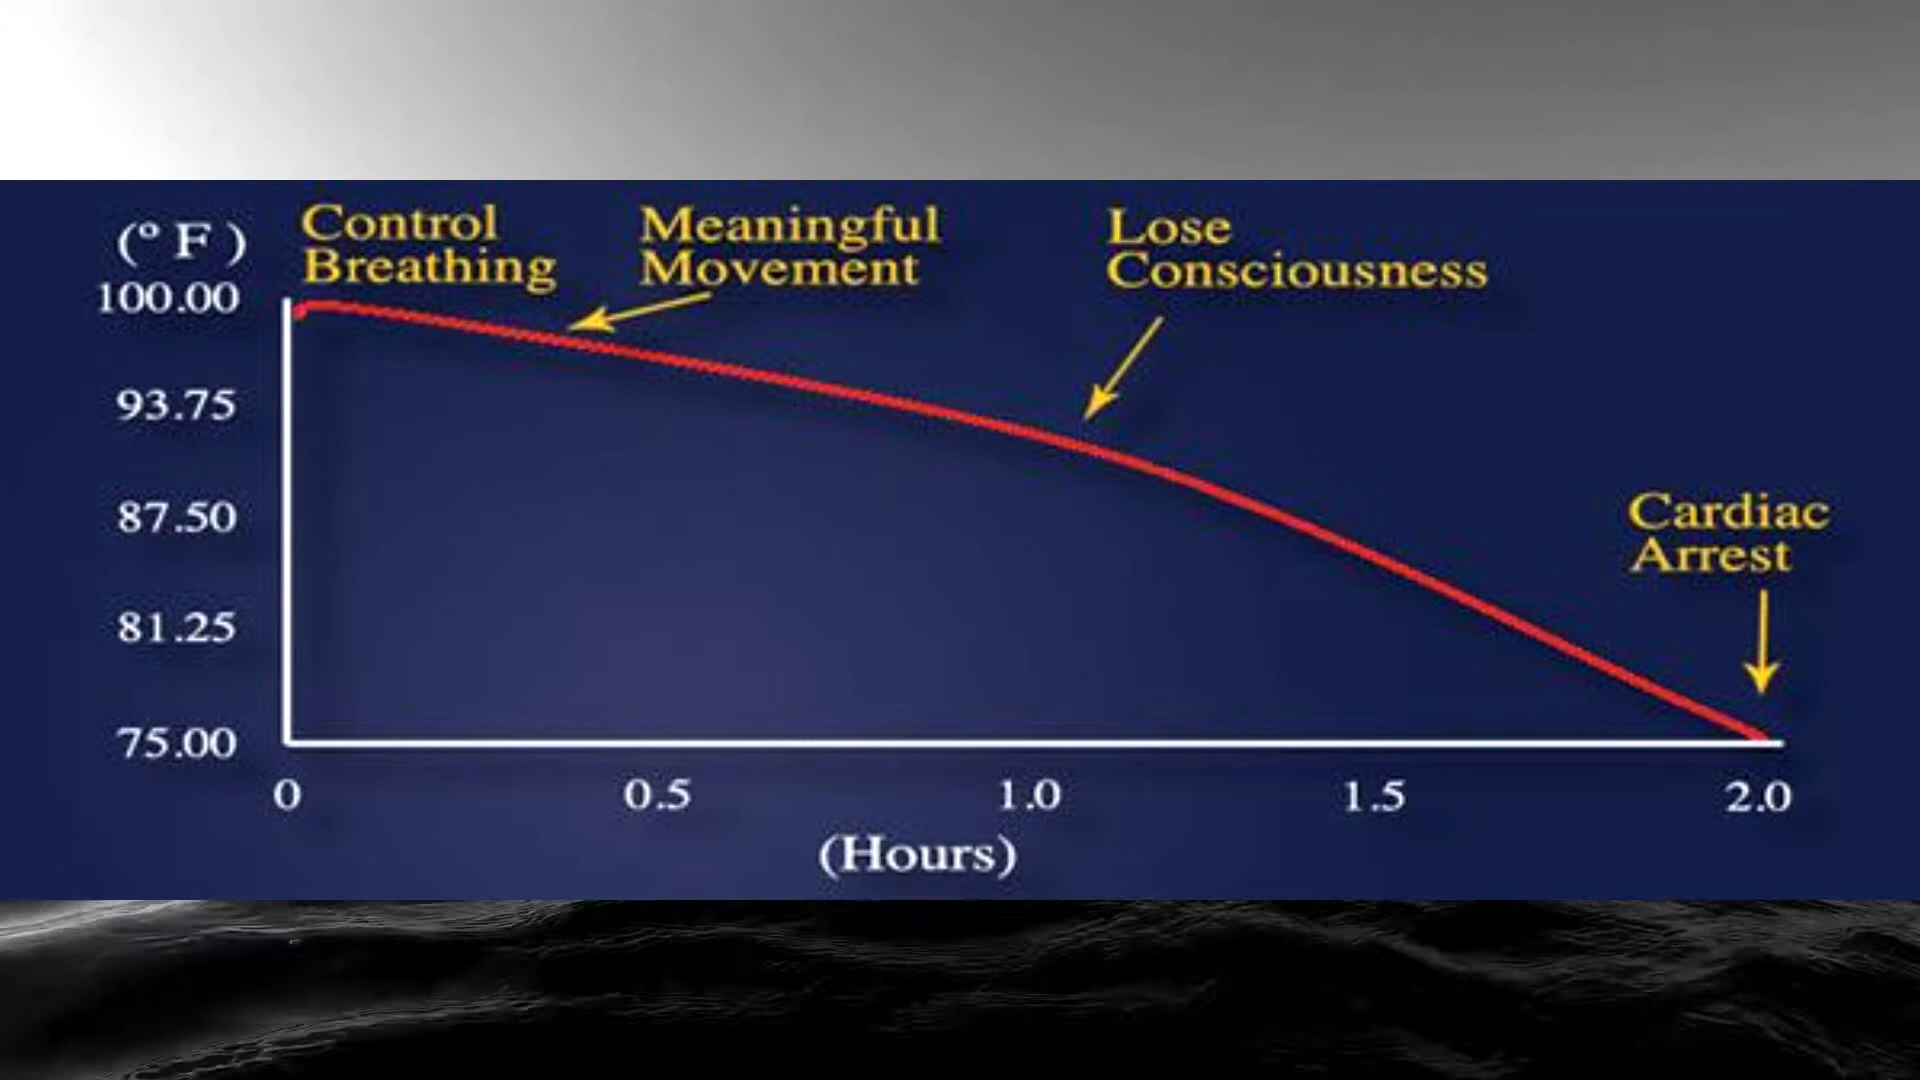 (º F )
Control
Breathing
Meaningful
Movement
Lose
Consciousness
100.00
93.75
87.50
81.25
75.00
Cardiac
Arrest
0 0.5 1.0 1.5 2.0
(Hours)